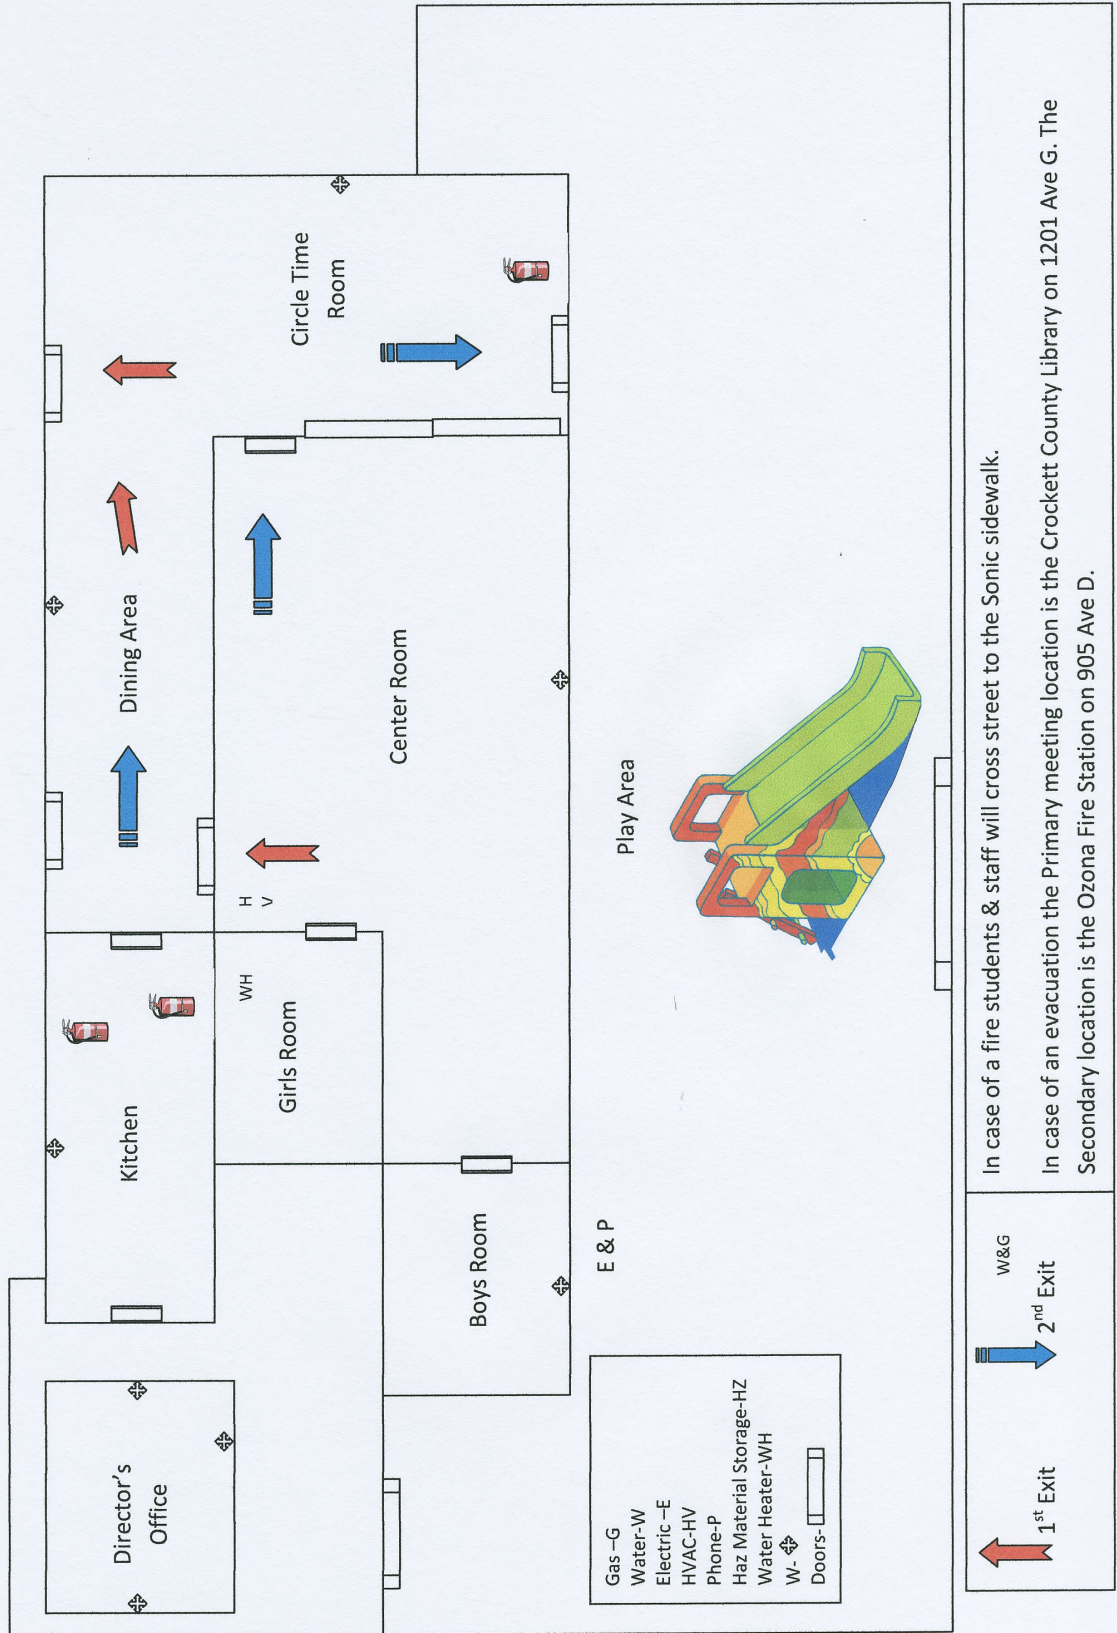 Director's
Office
Kitchen
Dining Area
Circle Time
Room
WH
H
V
Girls Room
Center Room
Boys Room
E & P
Play Area
Gas –G
Water-W
Electric –E
HVAC-HV
Phone-P
Haz Material Storage-HZ
Water Heater-WH
W-
Doors-
1st Exit
2nd Exit
W&G
In case of a fire students & staff will cross street to the Sonic sidewalk.
In case of an evacuation the Primary meeting location is the Crockett County Library on 1201 Ave G. The
Secondary location is the Ozona Fire Station on 905 Ave D.